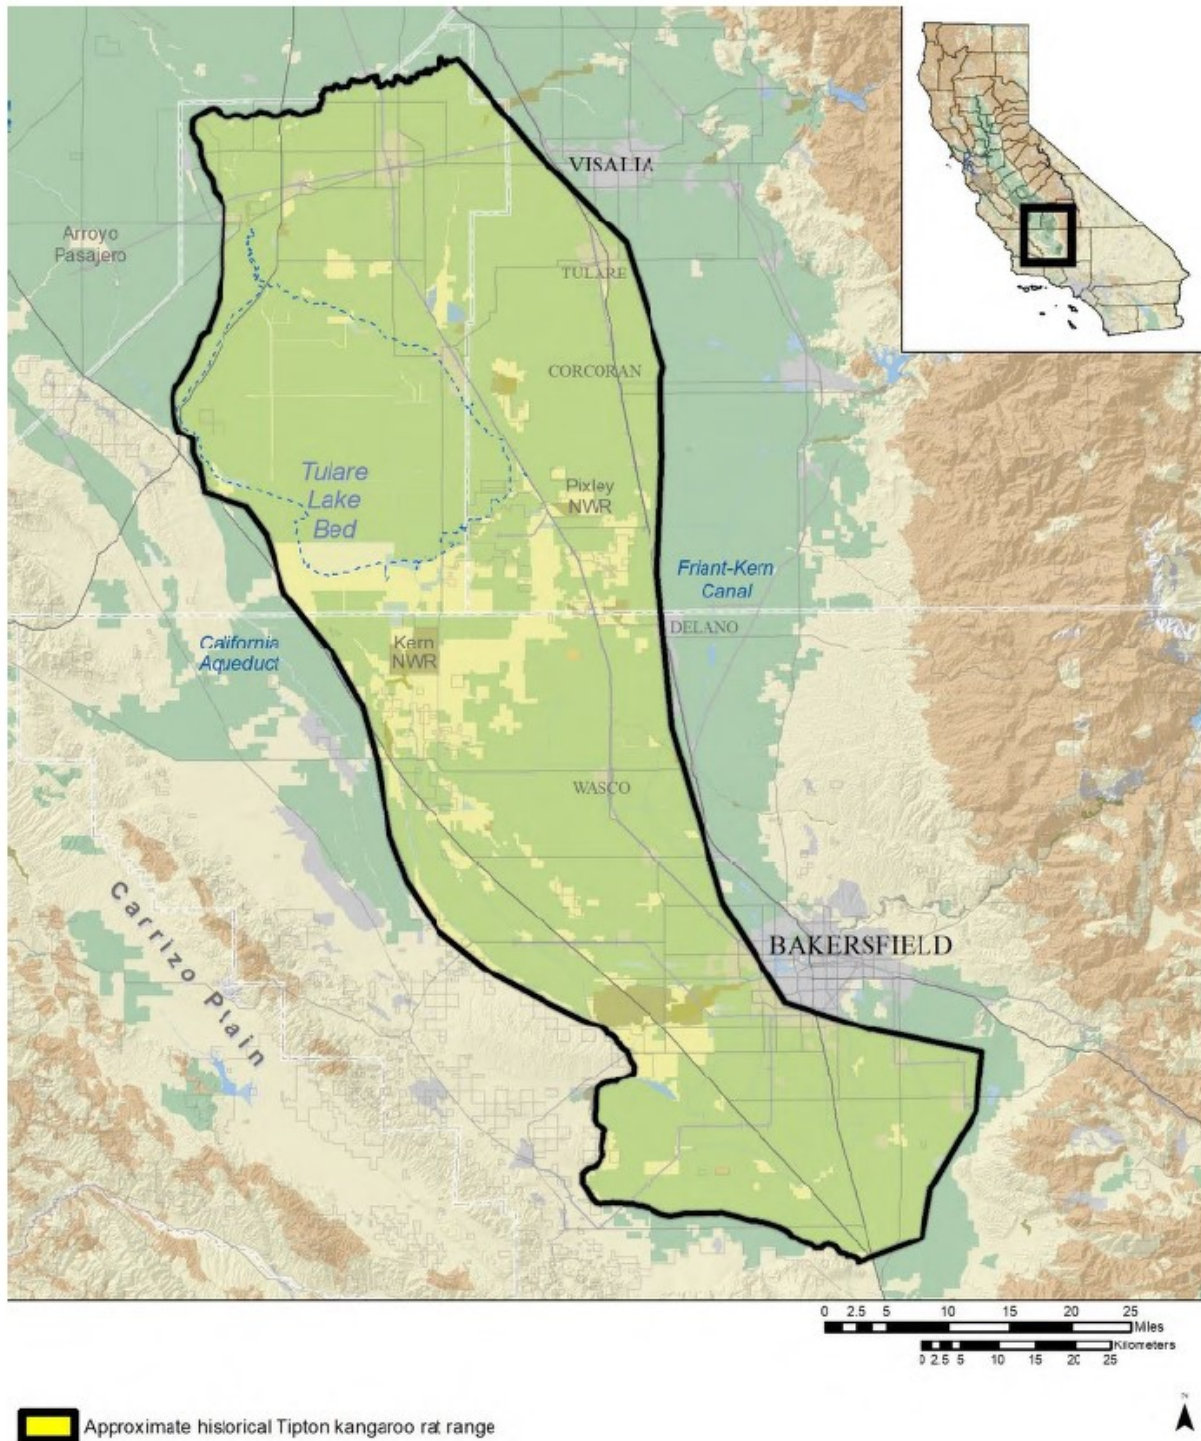 VISALIA
Arroyo
Pasajero
TULARE
CORCORAN
Tulare
Lake
Bed
Pixley
NWR
Friant-Kern
Canal
DELANO
California
Aqueduct
Kern
NWR
WASCO
Carrizo Plain
BAKERSFIELD
0 2.5 5 10 15 20 25
Miles
Kilometers
0 2.5 5 10 15 20 25
N
Approximate historical Tipton kangaroo rat range